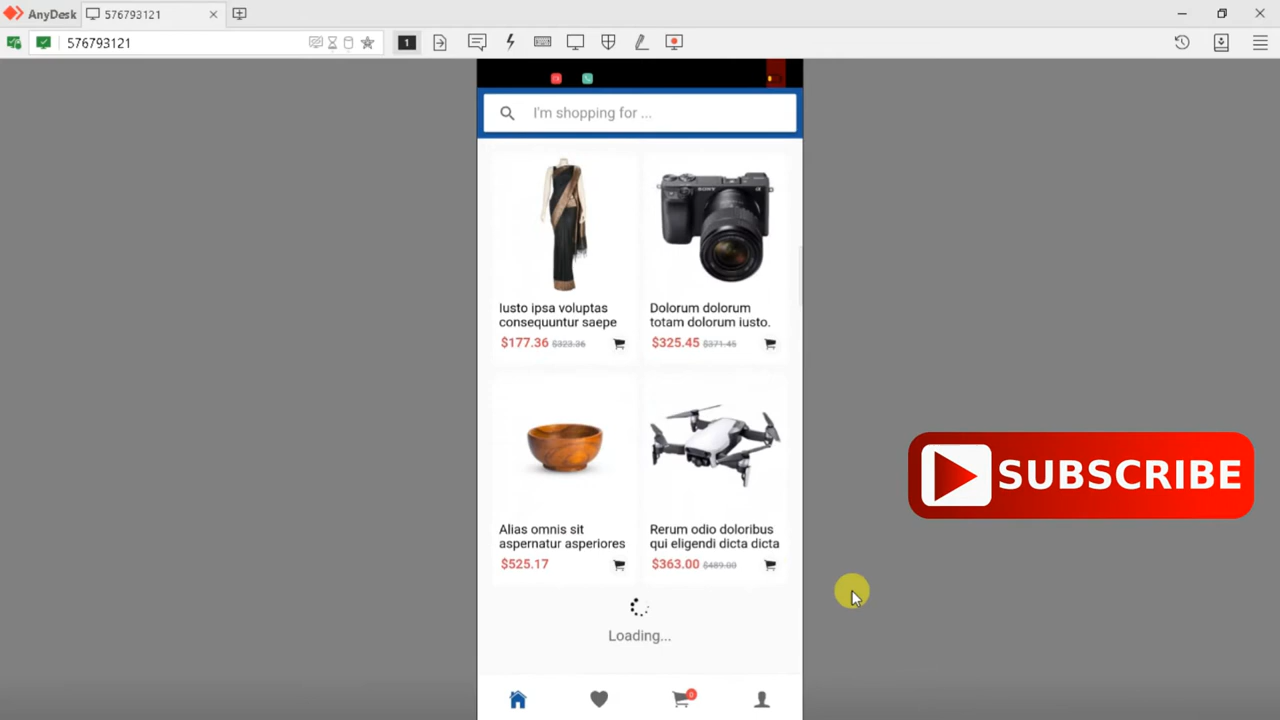 AnyDesk
576793121
576793121
1
I'm shopping for ...
SONY
Iusto ipsa voluptas
consequuntur saepe
$177.36 $323.36
Dolorum dolorum
totam dolorum iusto.
$325.45 $371.45
Alias omnis sit
aspernatur asperiores
$525.17
Rerum odio doloribus
qui eligendi dicta dicta
$363.00 $489.00
SUBSCRIBE
Loading...
0